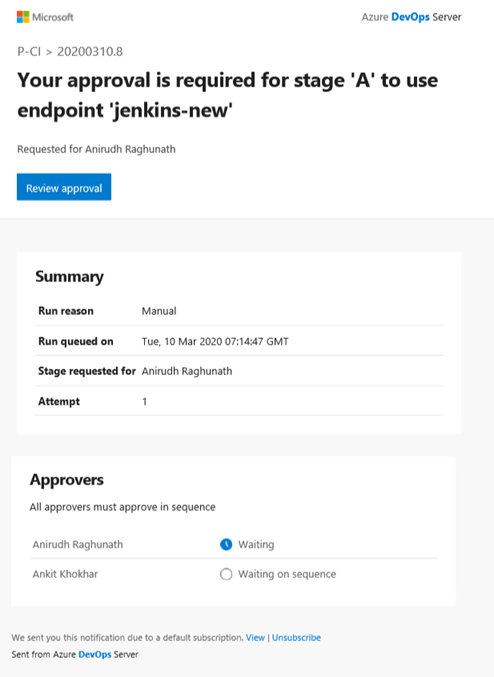 Microsoft
Azure DevOps Server
P-CI > 20200310.8
Your approval is required for stage 'A' to use
endpoint 'jenkins-new'
Requested for Anirudh Raghunath
Review approval
Summary
Run reason Manual
Run queued on Tue, 10 Mar 2020 07:14:47 GMT
Stage requested for Anirudh Raghunath
Attempt 1
Approvers
All approvers must approve in sequence
Anirudh Raghunath Waiting
Ankit Khokhar Waiting on sequence
We sent you this notification due to a default subscription. View | Unsubscribe
Sent from Azure DevOps Server